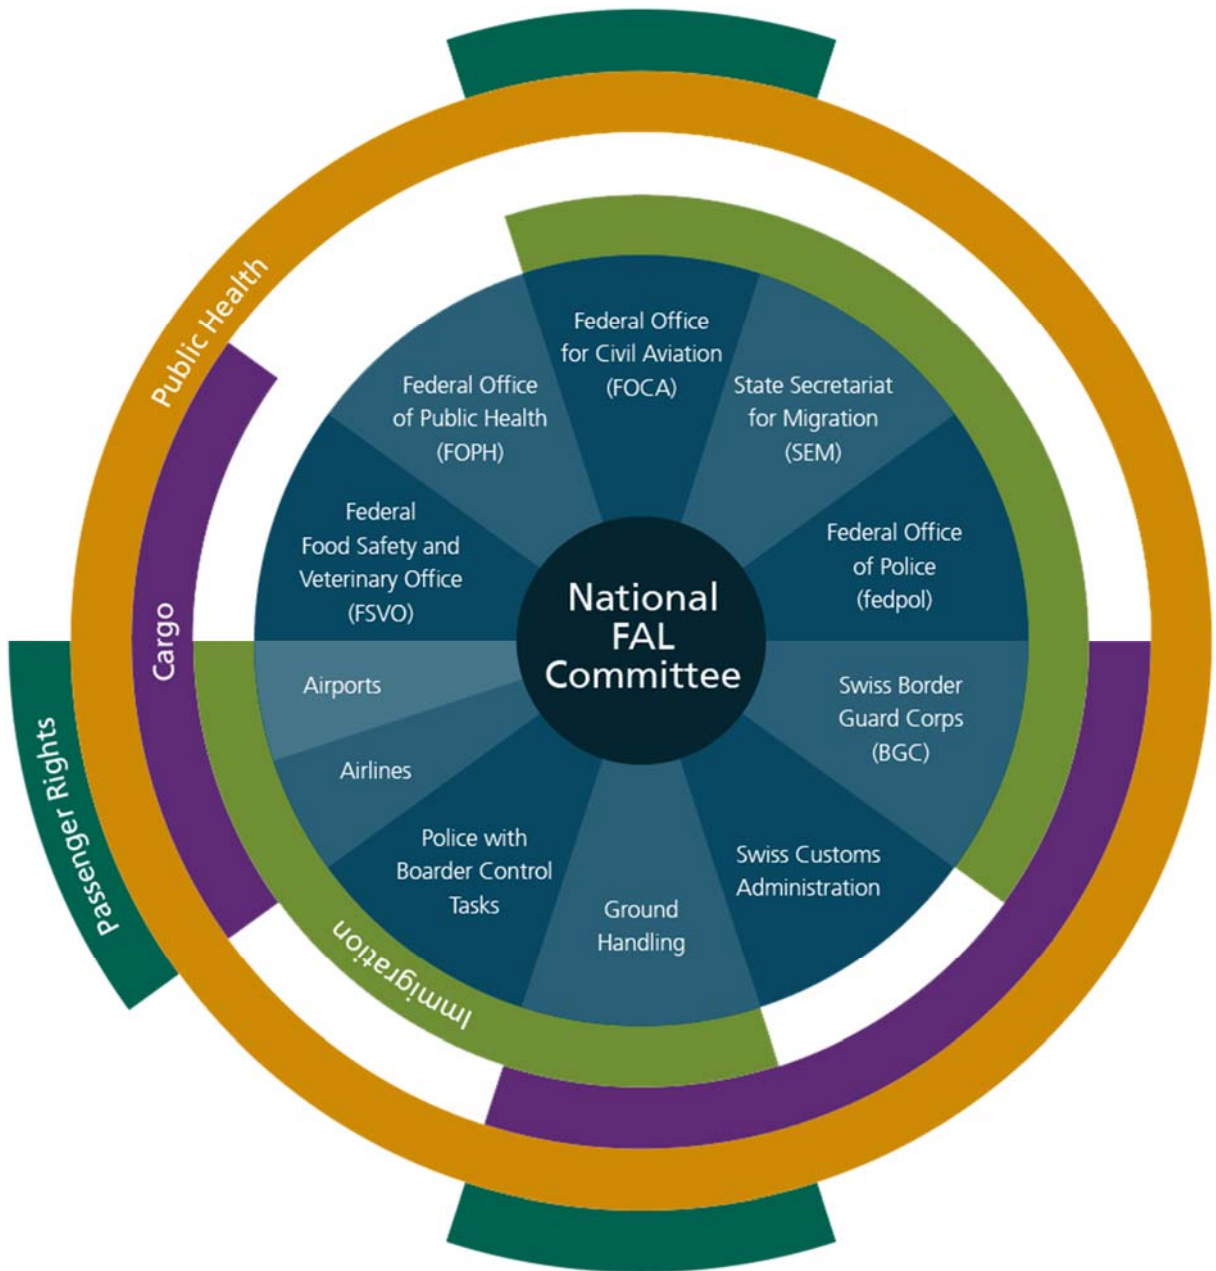 Public Health
Cargo
Passenger Rights
Immigration
Federal Office
for Civil Aviation
(FOCA)
State Secretariat
for Migration
(SEM)
Federal Office
of Police
(fedpol)
Swiss Border
Guard Corps
(BGC)
Swiss Customs
Administration
Ground
Handling
Police with
Boarder Control
Tasks
Airlines
Airports
Federal
Food Safety and
Veterinary Office
(FSVO)
Federal Office
of Public Health
(FOPH)
National
FAL
Committee